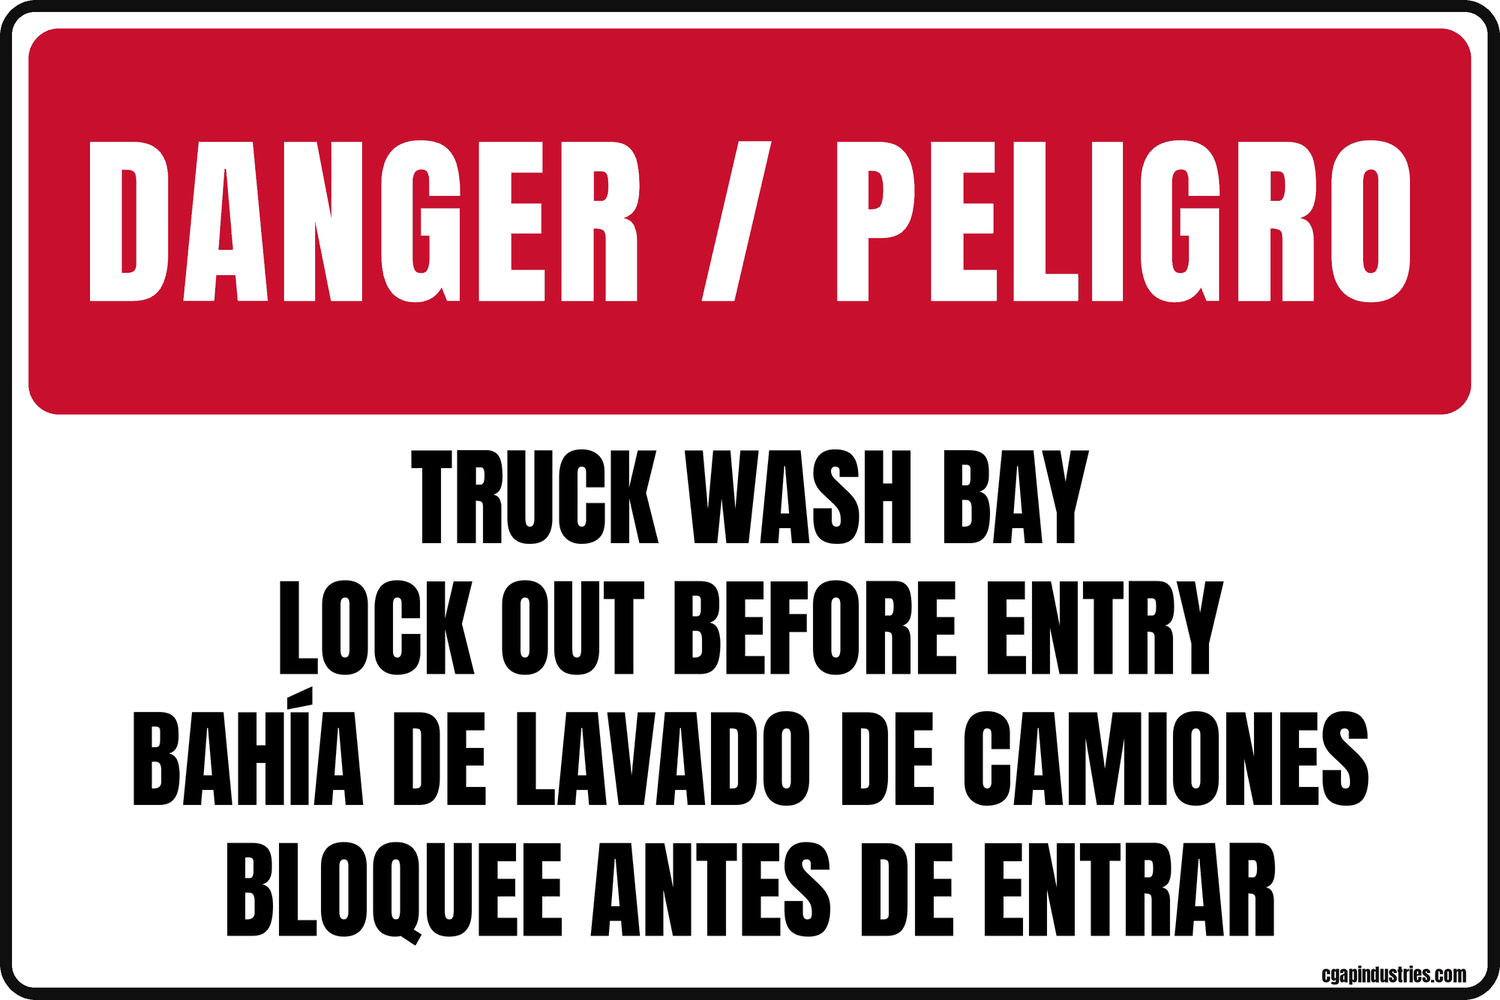 DANGER / PELIGRO
TRUCK WASH BAY
LOCK OUT BEFORE ENTRY
BAHÍA DE LAVADO DE CAMIONES
BLOQUEE ANTES DE ENTRAR
cgapindustries.com